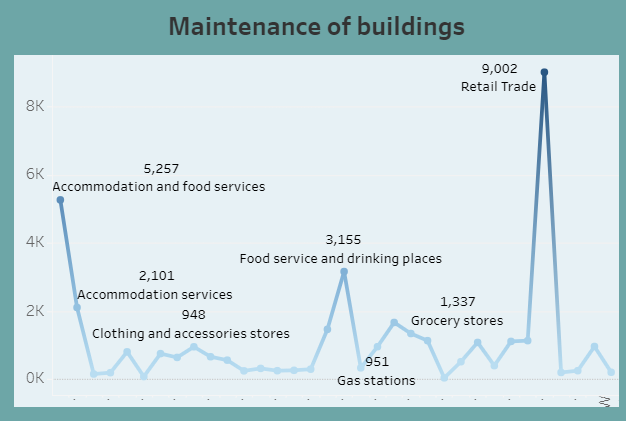 Maintenance of buildings
9,002
Retail Trade
8K
6K
5,257
Accommodation and food services
4K
3,155
Food service and drinking places
2,101
Accommodation services
2K
1,337
Grocery stores
948
Clothing and accessories stores
951
Gas stations
0K